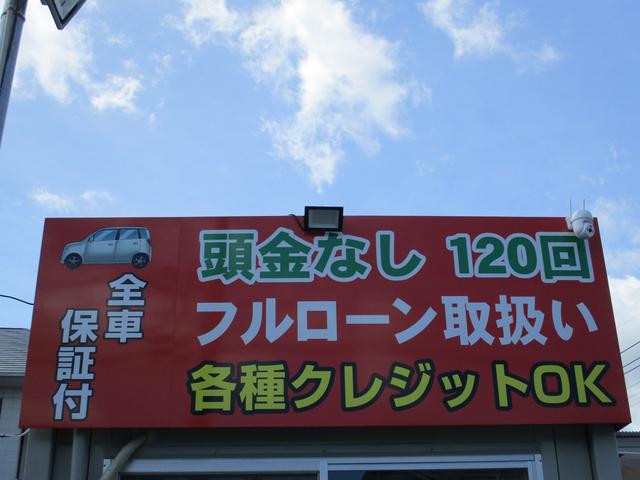 頭金なし 120回
フルローン取扱い
各種クレジットOK
全車
保証付